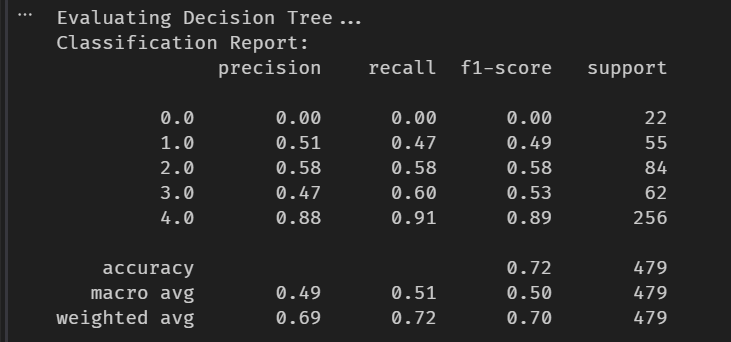 ... Evaluating Decision Tree...
Classification Report:
precision recall f1-score support
0.0 0.00 0.00 0.00 22
1.0 0.51 0.47 0.49 55
2.0 0.58 0.58 0.58 84
3.0 0.47 0.60 0.53 62
4.0 0.88 0.91 0.89 256
accuracy 0.72 479
macro avg 0.49 0.51 0.50 479
weighted avg 0.69 0.72 0.70 479